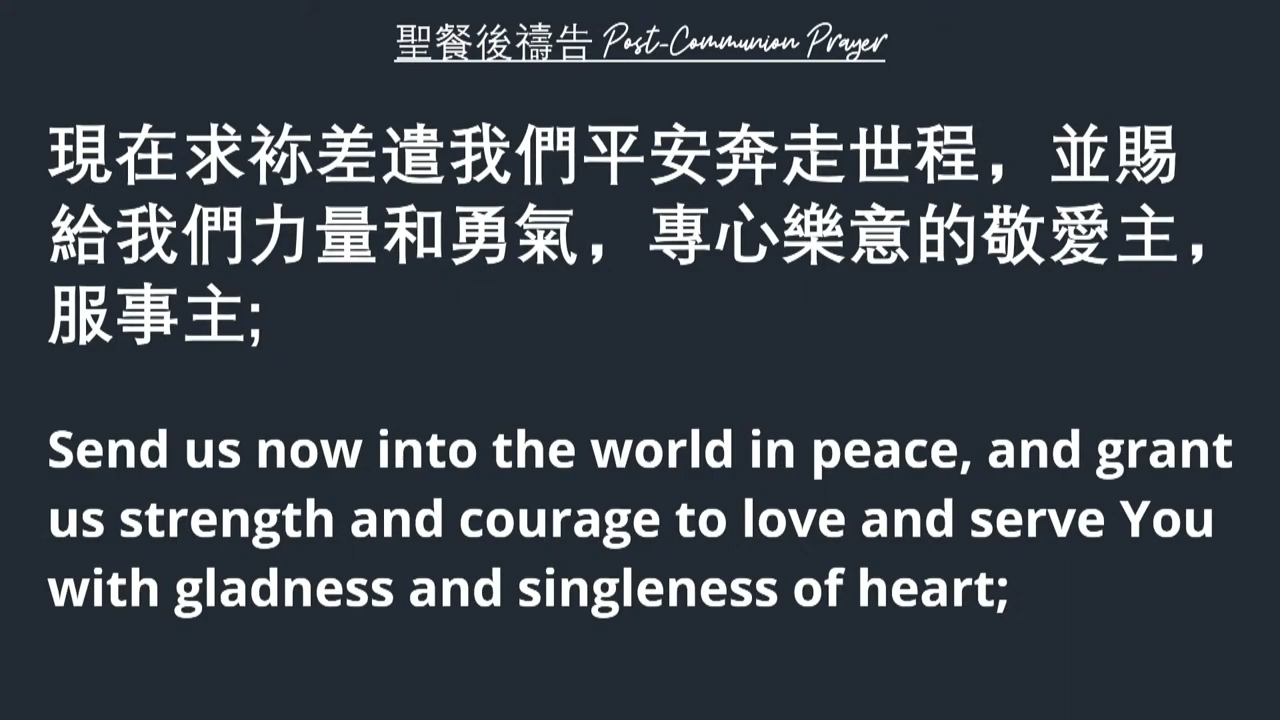 聖餐後禱告 Post-Communion Prayer
現在求祢差遣我們平安奔走世程，並賜
給我們力量和勇氣，專心樂意的敬愛主，
服事主;
Send us now into the world in peace, and grant
us strength and courage to love and serve You
with gladness and singleness of heart;